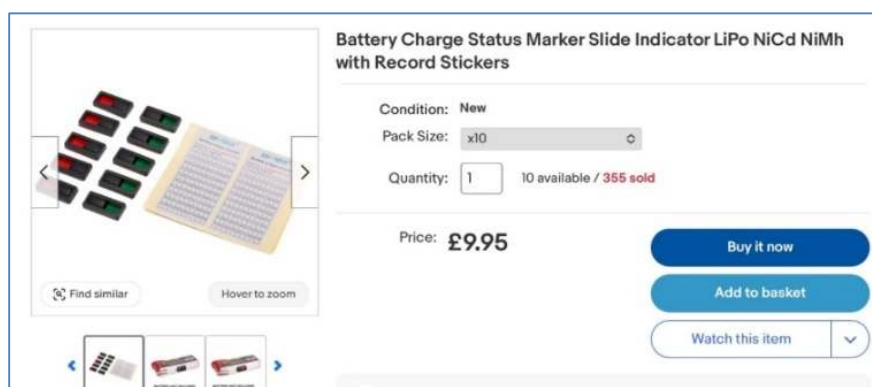 Battery Charge Status Marker Slide Indicator LiPo NiCd NiMh
with Record Stickers
Condition: New
Pack Size: x10
Quantity: 1 10 available / 355 sold
Price: £9.95
Buy it now
Add to basket
Watch this item
Find similar
Hover to zoom